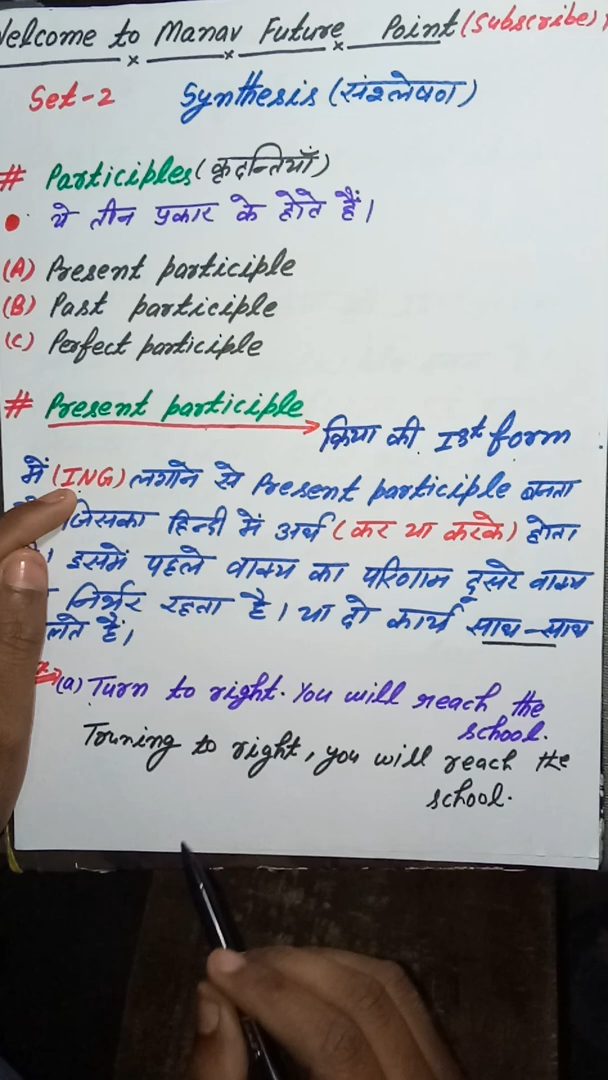 Welcome to Manav Future Point (Subscribe)
Set-2 Synthesis (संश्लेषण)
# Participles (कृदन्तियाँ)
• ये तीन प्रकार के होते हैं।
(A) Present participle
(B) Past participle
(C) Perfect participle
# Present participle → क्रिया की Ist form
में (ING) लगाने से Present participle बनता
जिसका हिन्दी में अर्थ (कर या करके) होता
। इसमें पहले वाक्य का परिणाम दूसरे वाक्य
निर्भर रहता है। या दो कार्य साथ-साथ
हैं।
(a) Turn to right. You will reach the
school.
Truning to right, you will reach the
school.